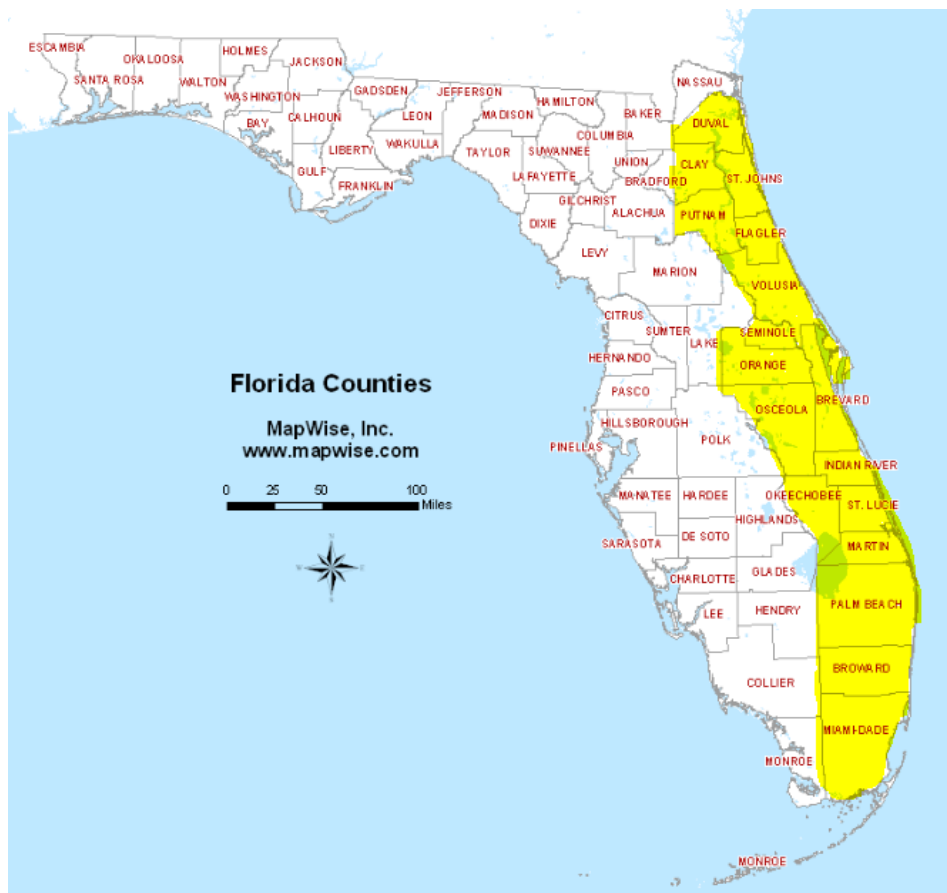 ESCAMBIA
SANTA ROSA
OKALOOSA
WALTON
HOLMES
WASHINGTON
BAY
JACKSON
CALHOUN
GULF
LIBERTY
GADSDEN
FRANKLIN
LEON
WAKULLA
JEFFERSON
MADISON
TAYLOR
HAMILTON
SUWANNEE
LAFAYETTE
DIXIE
COLUMBIA
GILCHRIST
BAKER
UNION
BRADFORD
ALACHUA
LEVY
NASSAU
DUVAL
CLAY
ST. JOHNS
PUTNAM
FLAGLER
MARION
VOLUSIA
CITRUS
SUMTER
LAKE
SEMINOLE
HERNANDO
ORANGE
PASCO
OSCEOLA
BREVARD
HILLSBOROUGH
PINELLAS
POLK
INDIAN RIVER
MANATEE
HARDEE
OKEECHOBEE
ST. LUCIE
HIGHLANDS
SARASOTA
DE SOTO
MARTIN
CHARLOTTE
GLADES
LEE
HENDRY
PALM BEACH
BROWARD
COLLIER
MIAMI-DADE
MONROE
MONROE
Florida Counties
MapWise, Inc.
www.mapwise.com
0 25 50 100
Miles